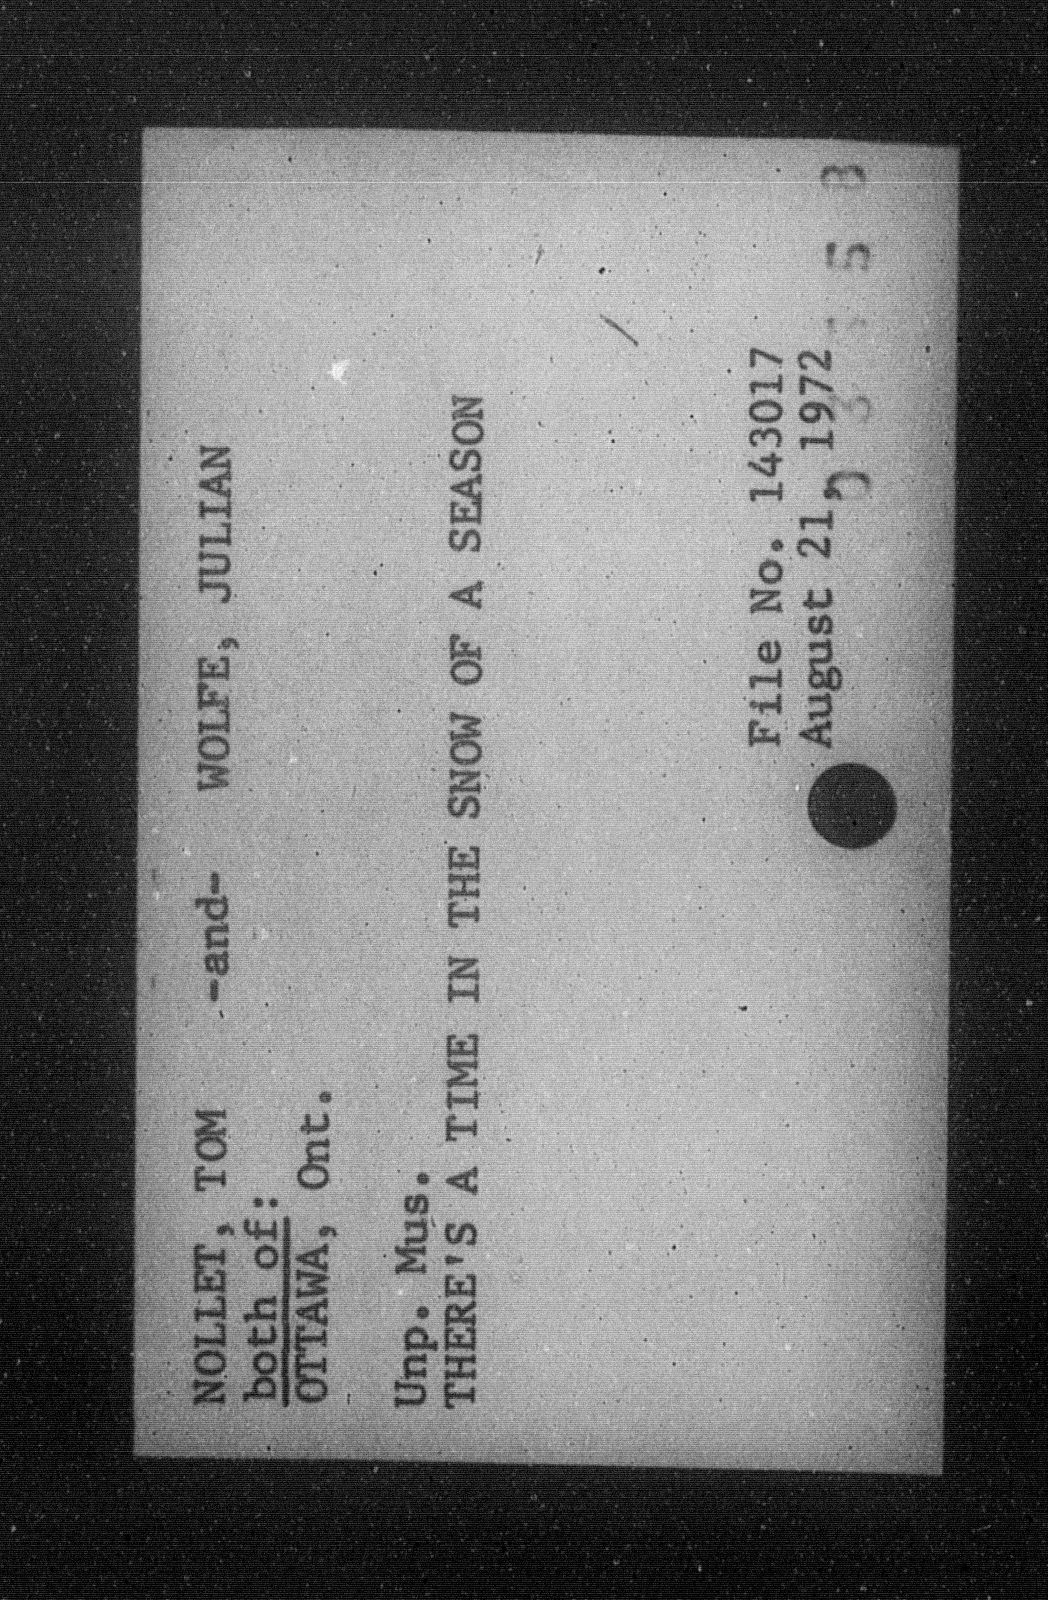 NOLLET, TOM -and- WOLFE, JULIAN
both of:
OTTAWA, Ont.
Unp. Mus.
THERE'S A TIME IN THE SNOW OF A SEASON
File No. 143017
August 21, 1972